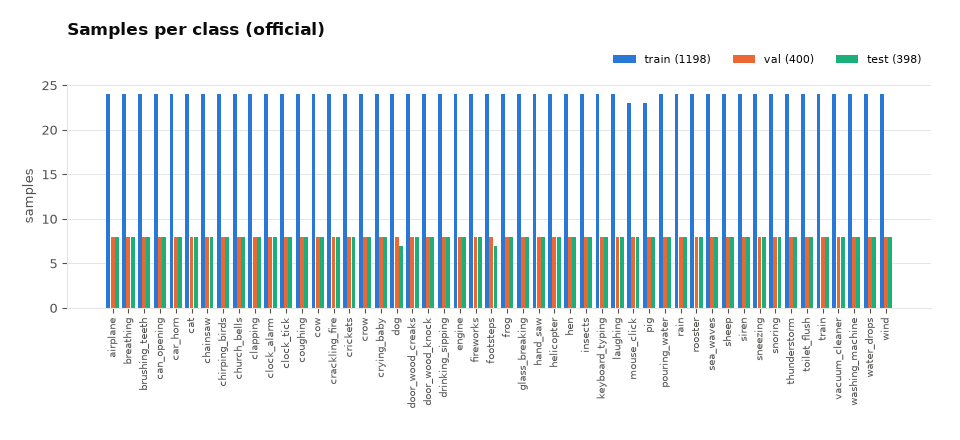 Samples per class (official)
train (1198)
val (400)
test (398)
samples
25
20
15
10
5
0
airplane
breathing
brushing_teeth
can_opening
car_horn
cat
chainsaw
chirping_birds
church_bells
clapping
clock_alarm
clock_tick
coughing
cow
crackling_fire
crickets
crow
crying_baby
dog
door_wood_creaks
door_wood_knock
drinking_sipping
engine
fireworks
footsteps
frog
glass_breaking
hand_saw
helicopter
hen
insects
keyboard_typing
laughing
mouse_click
pig
pouring_water
rain
rooster
sea_waves
sheep
siren
sneezing
snoring
thunderstorm
toilet_flush
train
vacuum_cleaner
washing_machine
water_drops
wind